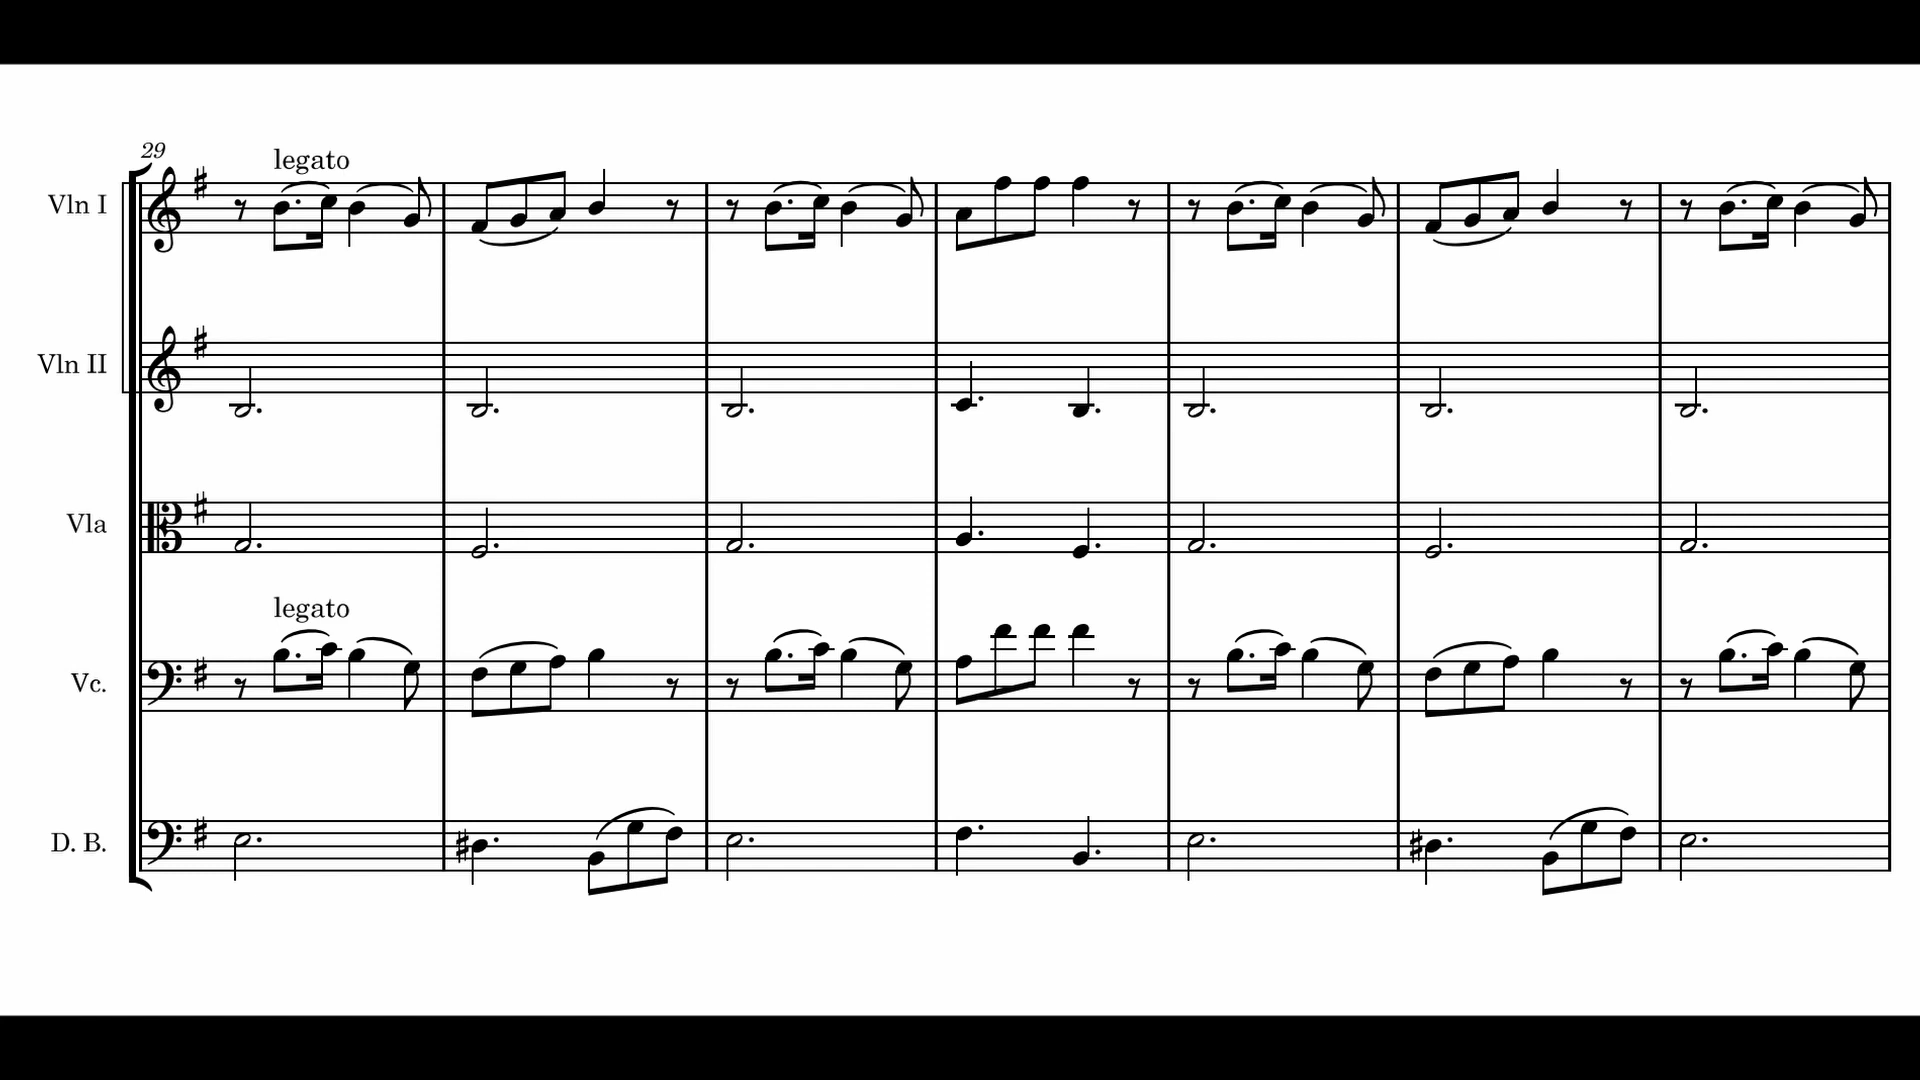 29
legato
Vln I
Vln II
Vla
legato
Vc.
D. B.